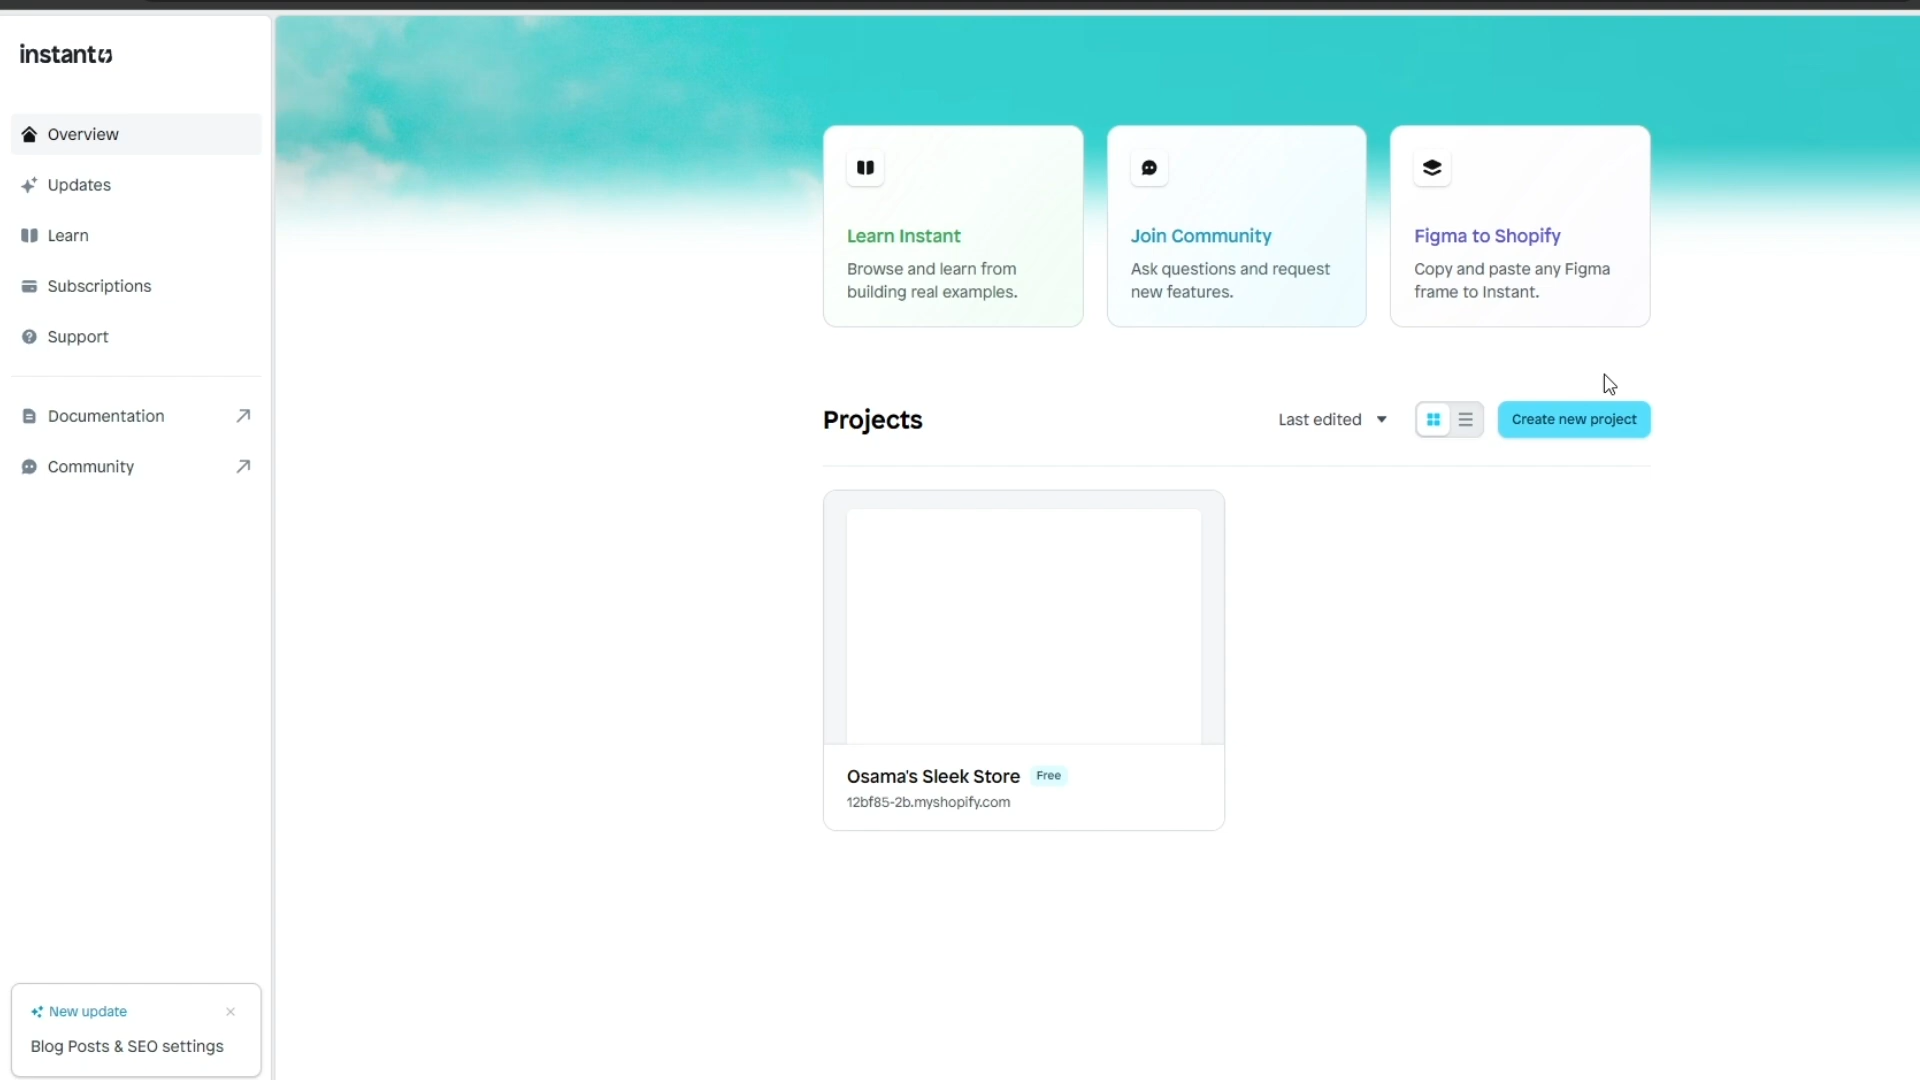 instant
Overview
Updates
Learn
Subscriptions
Support
Documentation
Community
New update
Blog Posts & SEO settings
Learn Instant
Browse and learn from
building real examples.
Join Community
Ask questions and request
new features.
Figma to Shopify
Copy and paste any Figma
frame to Instant.
Projects
Last edited
Create new project
Osama's Sleek Store Free
12bf85-2b.myshopify.com